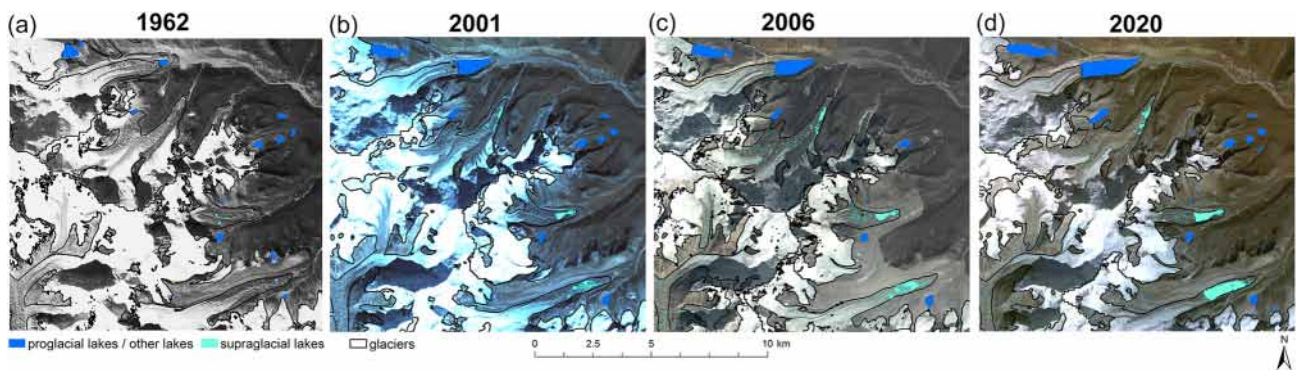 (a) 1962 (b) 2001 (c) 2006 (d) 2020
proglacial lakes / other lakes supraglacial lakes glaciers
0 2.5 5 10 km
N